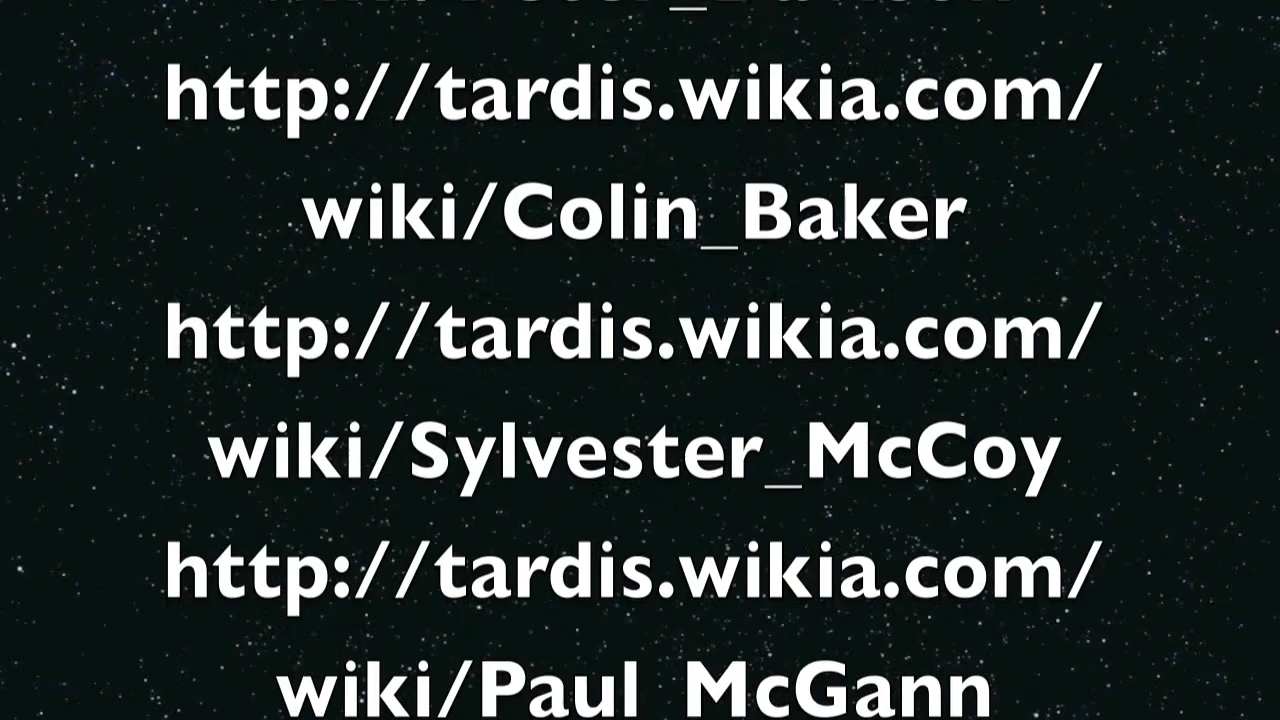 http://tardis.wikia.com/
wiki/Colin_Baker
http://tardis.wikia.com/
wiki/Sylvester_McCoy
http://tardis.wikia.com/
wiki/Paul_McGann